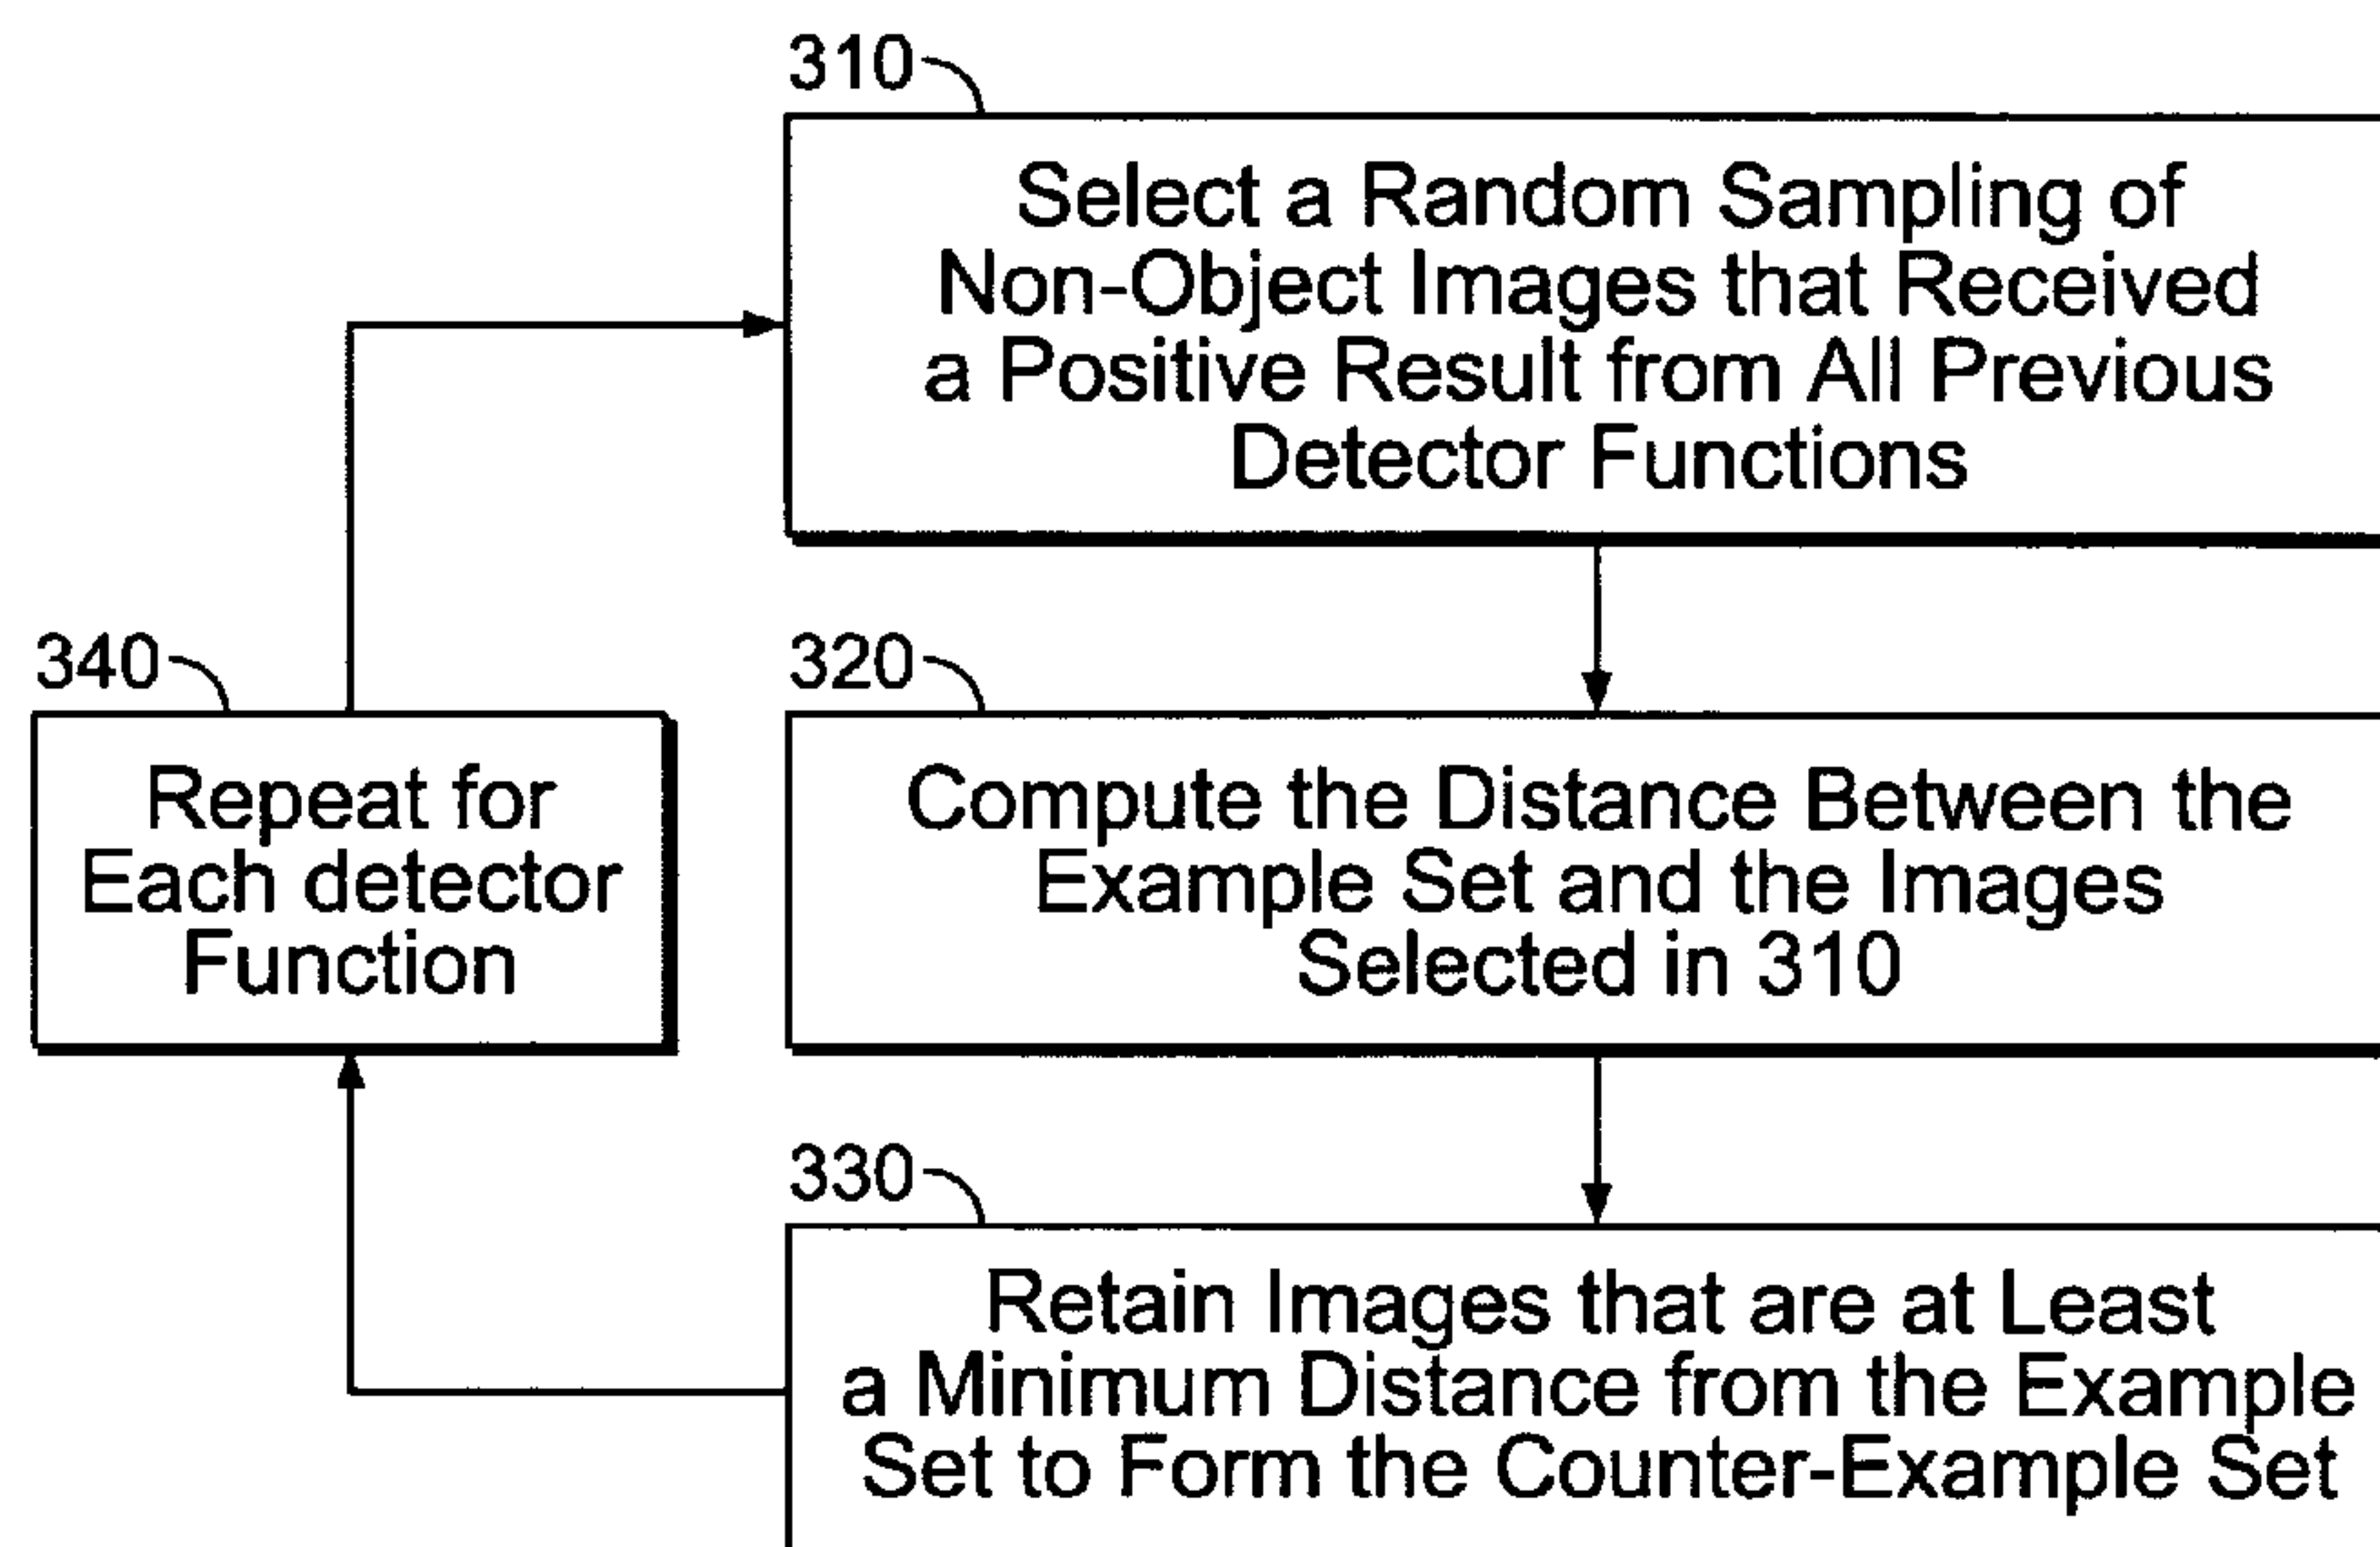 310
Select a Random Sampling of
Non-Object Images that Received
a Positive Result from All Previous
Detector Functions
340
Repeat for
Each detector
Function
320
Compute the Distance Between the
Example Set and the Images
Selected in 310
330
Retain Images that are at Least
a Minimum Distance from the Example
Set to Form the Counter-Example Set